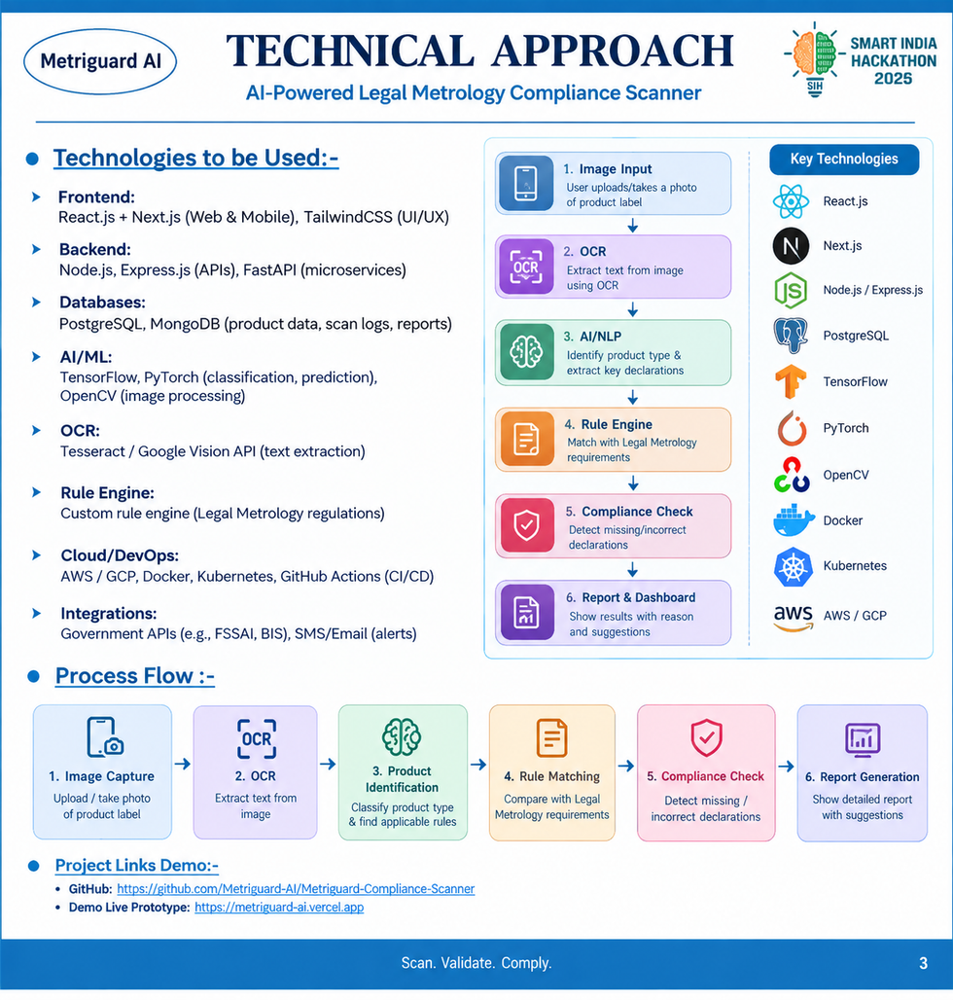 Metriguard AI
TECHNICAL APPROACH
AI-Powered Legal Metrology Compliance Scanner
SIH
SMART INDIA
HACKATHON
2025
Technologies to be Used:-
Frontend:
React.js + Next.js (Web & Mobile), TailwindCSS (UI/UX)
Backend:
Node.js, Express.js (APIs), FastAPI (microservices)
Databases:
PostgreSQL, MongoDB (product data, scan logs, reports)
AI/ML:
TensorFlow, PyTorch (classification, prediction),
OpenCV (image processing)
OCR:
Tesseract / Google Vision API (text extraction)
Rule Engine:
Custom rule engine (Legal Metrology regulations)
Cloud/DevOps:
AWS / GCP, Docker, Kubernetes, GitHub Actions (CI/CD)
Integrations:
Government APIs (e.g., FSSAI, BIS), SMS/Email (alerts)
1. Image Input
User uploads/takes a photo
of product label
OCR
2. OCR
Extract text from image
using OCR
3. AI/NLP
Identify product type &
extract key declarations
4. Rule Engine
Match with Legal Metrology
requirements
5. Compliance Check
Detect missing/incorrect
declarations
6. Report & Dashboard
Show results with reason
and suggestions
Key Technologies
React.js
N
Next.js
JS
Node.js / Express.js
PostgreSQL
TensorFlow
PyTorch
OpenCV
Docker
Kubernetes
aws
AWS / GCP
Process Flow :-
1. Image Capture
Upload / take photo
of product label
OCR
2. OCR
Extract text from
image
3. Product
Identification
Classify product type
& find applicable rules
4. Rule Matching
Compare with Legal
Metrology requirements
5. Compliance Check
Detect missing /
incorrect declarations
6. Report Generation
Show detailed report
with suggestions
Project Links Demo:-
• GitHub: https://github.com/Metriguard-AI/Metriguard-Compliance-Scanner
• Demo Live Prototype: https://metriguard-ai.vercel.app
Scan. Validate. Comply.
3